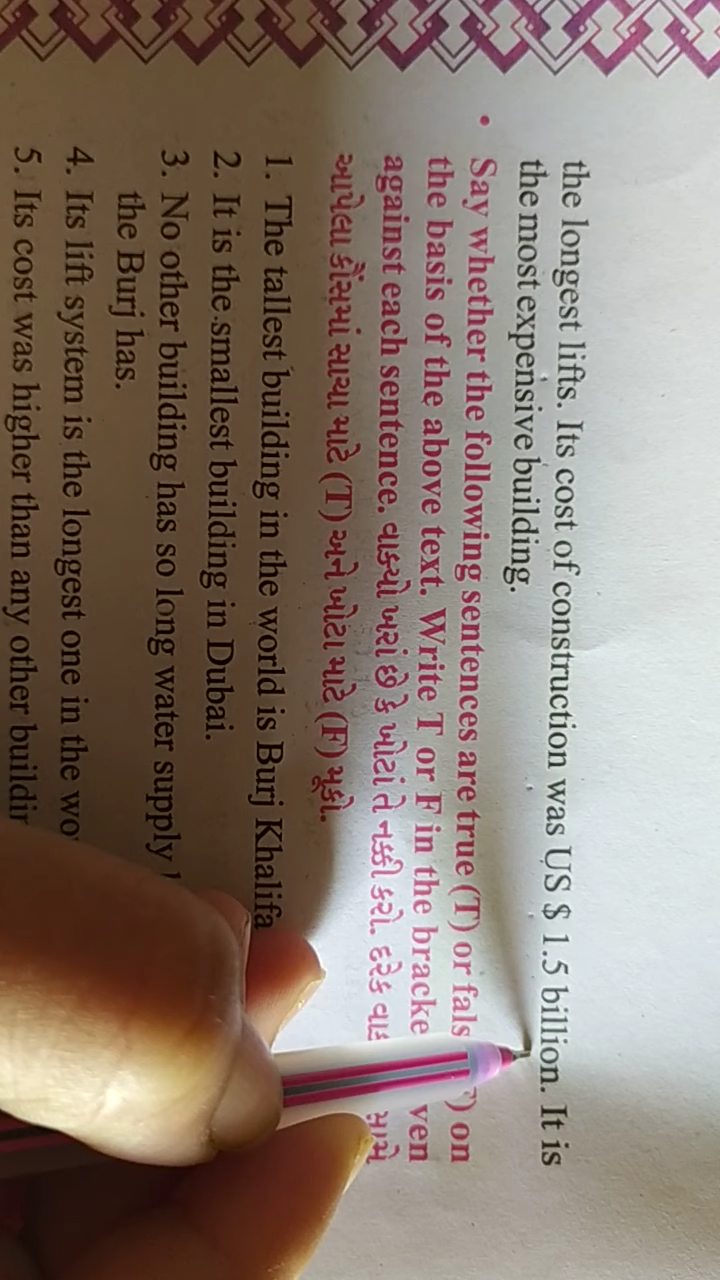 the longest lifts. Its cost of construction was US $ 1.5 billion. It is
the most expensive building.
• Say whether the following sentences are true (T) or fals ) on
the basis of the above text. Write T or F in the bracke ven
against each sentence. વાક્યો ખરાં છે કે ખોટાં તે નક્કી કરો. દરેક સામે
આપેલા કૌંસમાં સાચા માટે (T) અને ખોટા માટે (F) મૂકો.
1. The tallest building in the world is Burj Khalifa
2. It is the smallest building in Dubai.
3. No other building has so long water supply
the Burj has.
4. Its lift system is the longest one in the
5. Its cost was higher than any other